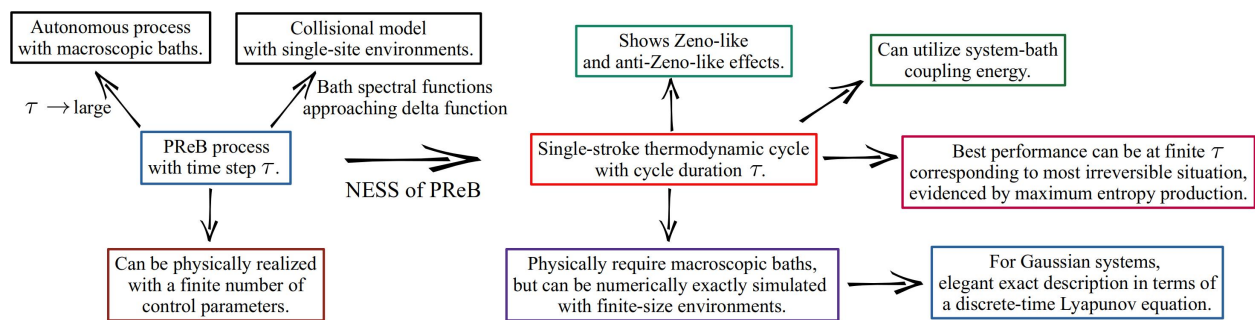 Autonomous process
with macroscopic baths.
Collisional model
with single-site environments.
τ → large
Bath spectral functions
approaching delta function
PReB process
with time step τ.
Can be physically realized
with a finite number of
control parameters.
NESS of PReB
Shows Zeno-like
and anti-Zeno-like effects.
Can utilize system-bath
coupling energy.
Single-stroke thermodynamic cycle
with cycle duration τ.
Best performance can be at finite τ
corresponding to most irreversible situation,
evidenced by maximum entropy production.
Physically require macroscopic baths,
but can be numerically exactly simulated
with finite-size environments.
For Gaussian systems,
elegant exact description in terms of
a discrete-time Lyapunov equation.